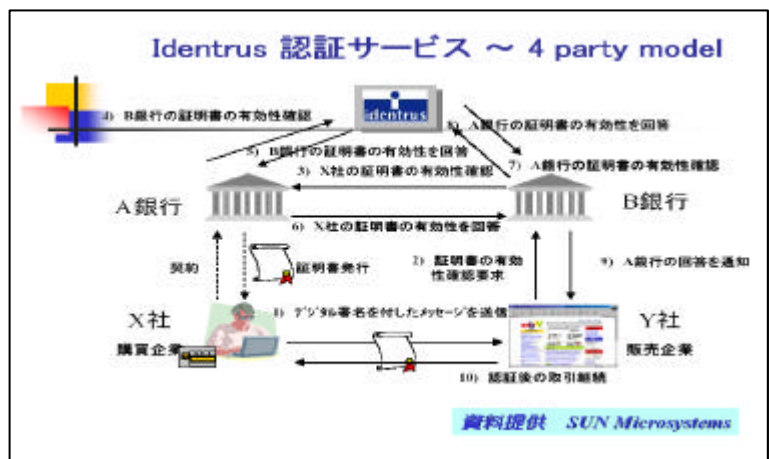 Identrus 認証サービス ～ 4 party model
identrus
4) B銀行の証明書の有効性確認
8) A銀行の証明書の有効性を回答
5) B銀行の証明書の有効性を回答
7) A銀行の証明書の有効性確認
3) X社の証明書の有効性確認
A銀行
B銀行
6) X社の証明書の有効性を回答
契約
証明書発行
2) 証明書の有効
性確認要求
9) A銀行の回答を通知
X社
購買企業
1) デジタル署名を付したメッセージを送信
Y社
販売企業
10) 認証後の取引継続
資料提供 SUN Microsystems